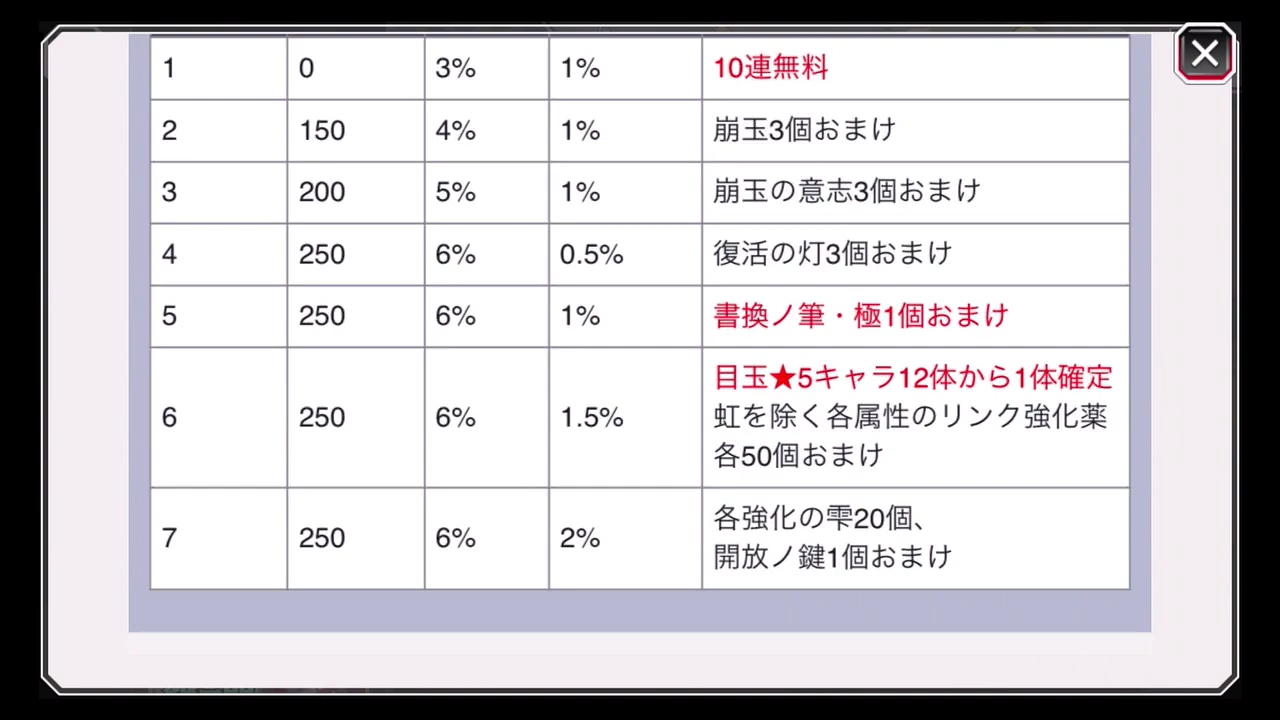 1 0 3% 1% 10連無料
2 150 4% 1% 崩玉3個おまけ
3 200 5% 1% 崩玉の意志3個おまけ
4 250 6% 0.5% 復活の灯3個おまけ
5 250 6% 1% 書換ノ筆・極1個おまけ
6 250 6% 1.5% 目玉★5キャラ12体から1体確定
虹を除く各属性のリンク強化薬
各50個おまけ
7 250 6% 2% 各強化の雫20個、
開放ノ鍵1個おまけ